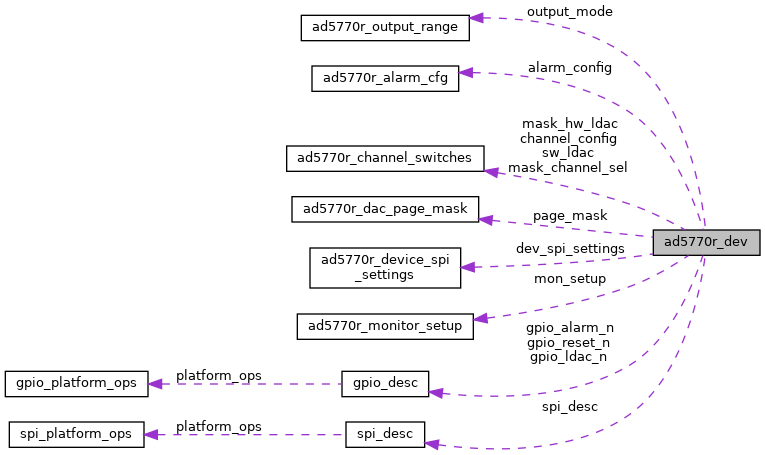 output_mode
ad5770r_output_range
alarm_config
ad5770r_alarm_cfg
mask_hw_ldac
channel_config
sw_ldac
mask_channel_sel
ad5770r_channel_switches
page_mask
ad5770r_dac_page_mask
ad5770r_dev
dev_spi_settings
ad5770r_device_spi
_settings
mon_setup
ad5770r_monitor_setup
gpio_alarm_n
gpio_reset_n
gpio_ldac_n
gpio_platform_ops
platform_ops
gpio_desc
spi_desc
spi_platform_ops
platform_ops
spi_desc